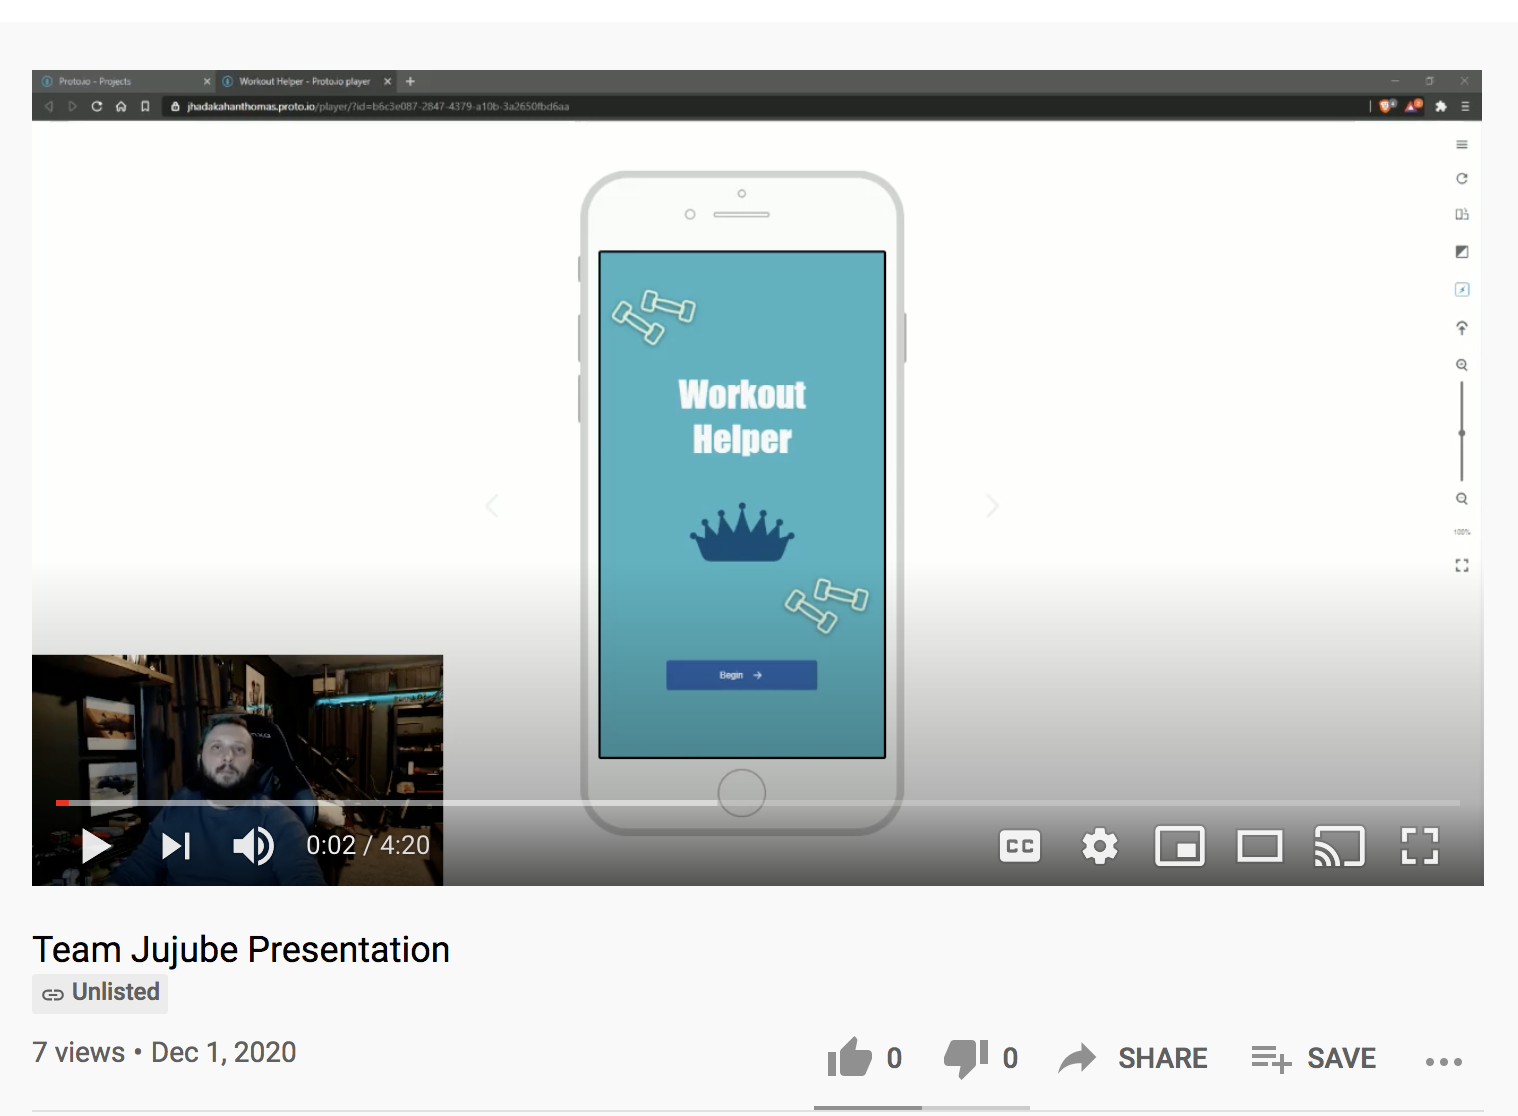 Proto.io - Projects
Workout Helper - Proto.io player
jhadakahanthomas.proto.io/player/?id=b6c3e087-2847-4379-a10b-3a2650fbd6aa
Workout
Helper
Begin
100%
0:02 / 4:20
CC
Team Jujube Presentation
Unlisted
7 views • Dec 1, 2020
0
0
SHARE
SAVE